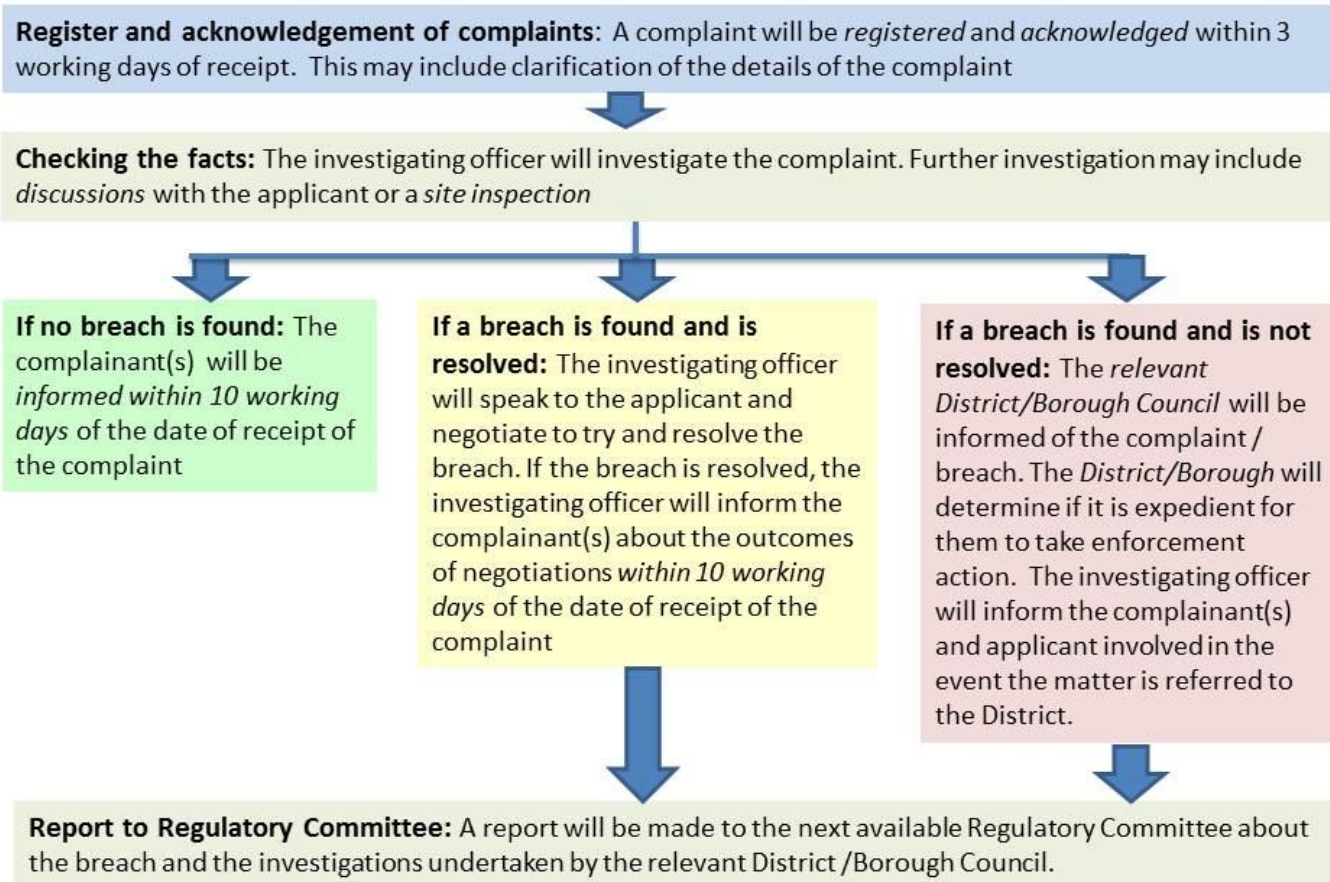 Register and acknowledgement of complaints: A complaint will be registered and acknowledged within 3
working days of receipt. This may include clarification of the details of the complaint
Checking the facts: The investigating officer will investigate the complaint. Further investigation may include
discussions with the applicant or a site inspection
If no breach is found: The
complainant(s) will be
informed within 10 working
days of the date of receipt of
the complaint
If a breach is found and is
resolved: The investigating officer
will speak to the applicant and
negotiate to try and resolve the
breach. If the breach is resolved, the
investigating officer will inform the
complainant(s) about the outcomes
of negotiations within 10 working
days of the date of receipt of the
complaint
If a breach is found and is not
resolved: The relevant
District/Borough Council will be
informed of the complaint /
breach. The District/Borough will
determine if it is expedient for
them to take enforcement
action. The investigating officer
will inform the complainant(s)
and applicant involved in the
event the matter is referred to
the District.
Report to Regulatory Committee: A report will be made to the next available Regulatory Committee about
the breach and the investigations undertaken by the relevant District /Borough Council.